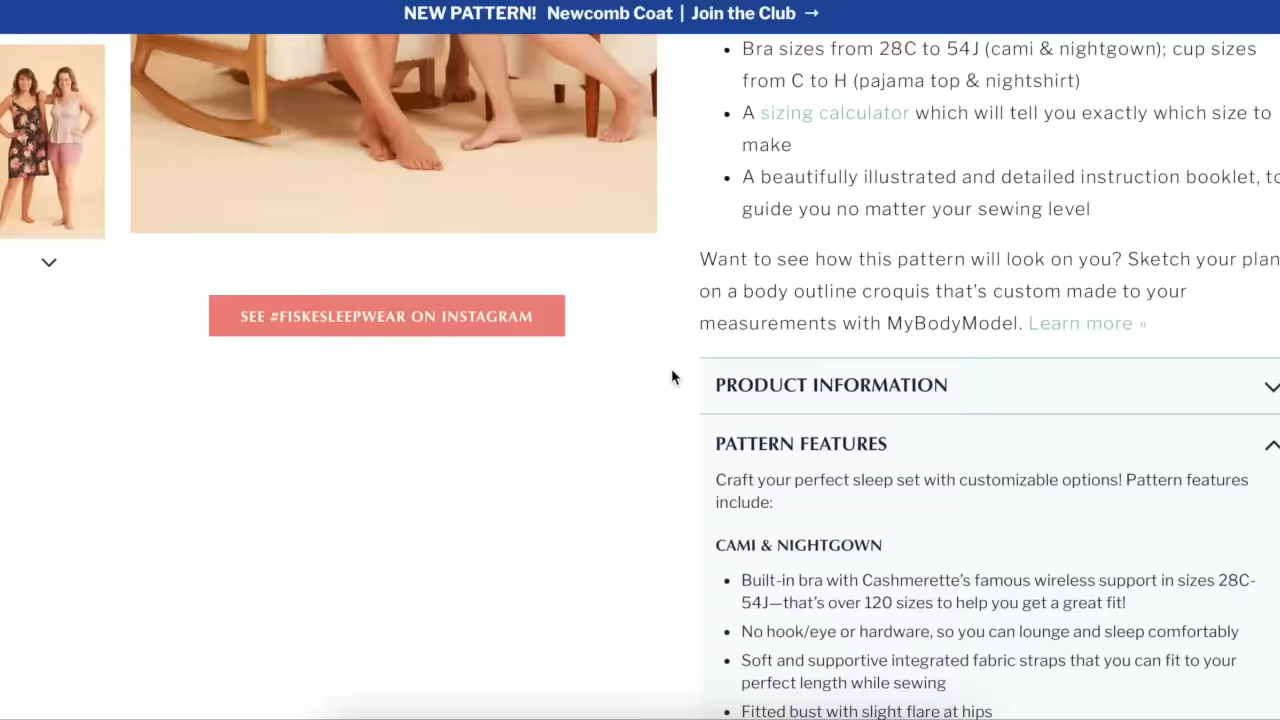 NEW PATTERN! Newcomb Coat | Join the Club →
Bra sizes from 28C to 54J (cami & nightgown); cup sizes
from C to H (pajama top & nightshirt)
A sizing calculator which will tell you exactly which size to
make
A beautifully illustrated and detailed instruction booklet, to
guide you no matter your sewing level
Want to see how this pattern will look on you? Sketch your plan
on a body outline croquis that's custom made to your
measurements with MyBodyModel. Learn more »
SEE #FISKESLEEPWEAR ON INSTAGRAM
PRODUCT INFORMATION
PATTERN FEATURES
Craft your perfect sleep set with customizable options! Pattern features
include:
CAMI & NIGHTGOWN
Built-in bra with Cashmerette's famous wireless support in sizes 28C-
54J—that's over 120 sizes to help you get a great fit!
No hook/eye or hardware, so you can lounge and sleep comfortably
Soft and supportive integrated fabric straps that you can fit to your
perfect length while sewing
Fitted bust with slight flare at hips